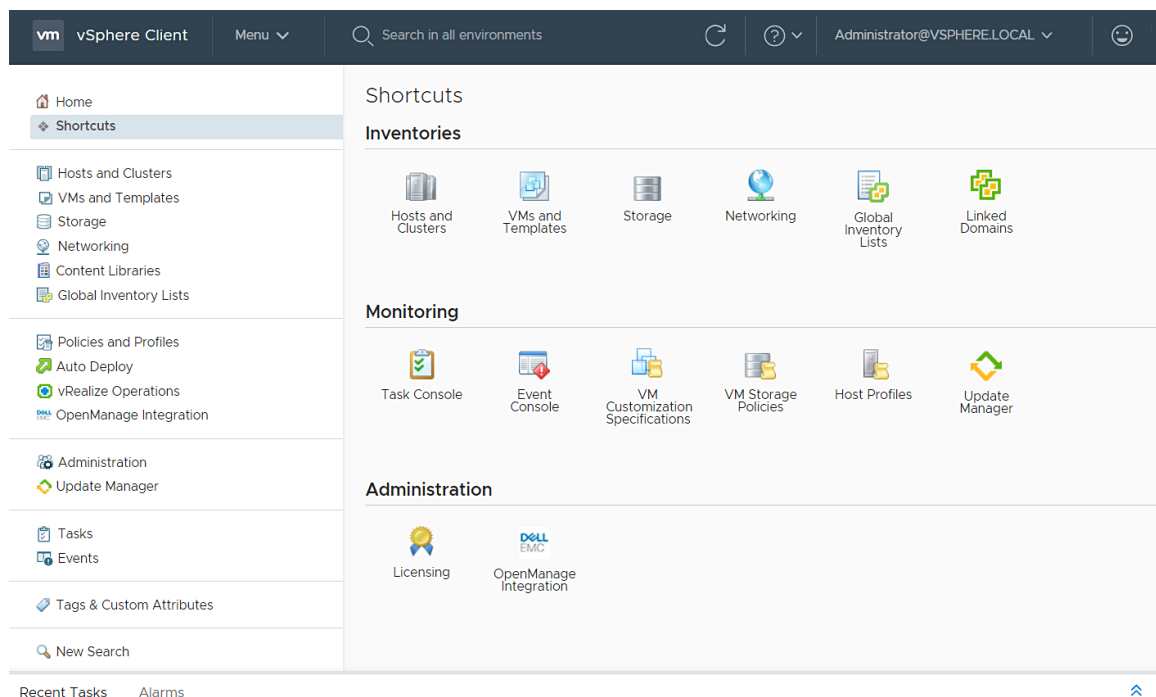 vm vSphere Client Menu Search in all environments ? Administrator@VSPHERE.LOCAL
Home
Shortcuts
Hosts and Clusters
VMs and Templates
Storage
Networking
Content Libraries
Global Inventory Lists
Policies and Profiles
Auto Deploy
vRealize Operations
DELL EMC OpenManage Integration
Administration
Update Manager
Tasks
Events
Tags & Custom Attributes
New Search
Shortcuts
Inventories
Hosts and
Clusters
VMs and
Templates
Storage
Networking
Global
Inventory
Lists
Linked
Domains
Monitoring
Task Console
Event
Console
VM
Customization
Specifications
VM Storage
Policies
Host Profiles
Update
Manager
Administration
Licensing
DELL
EMC
OpenManage
Integration
Recent Tasks Alarms